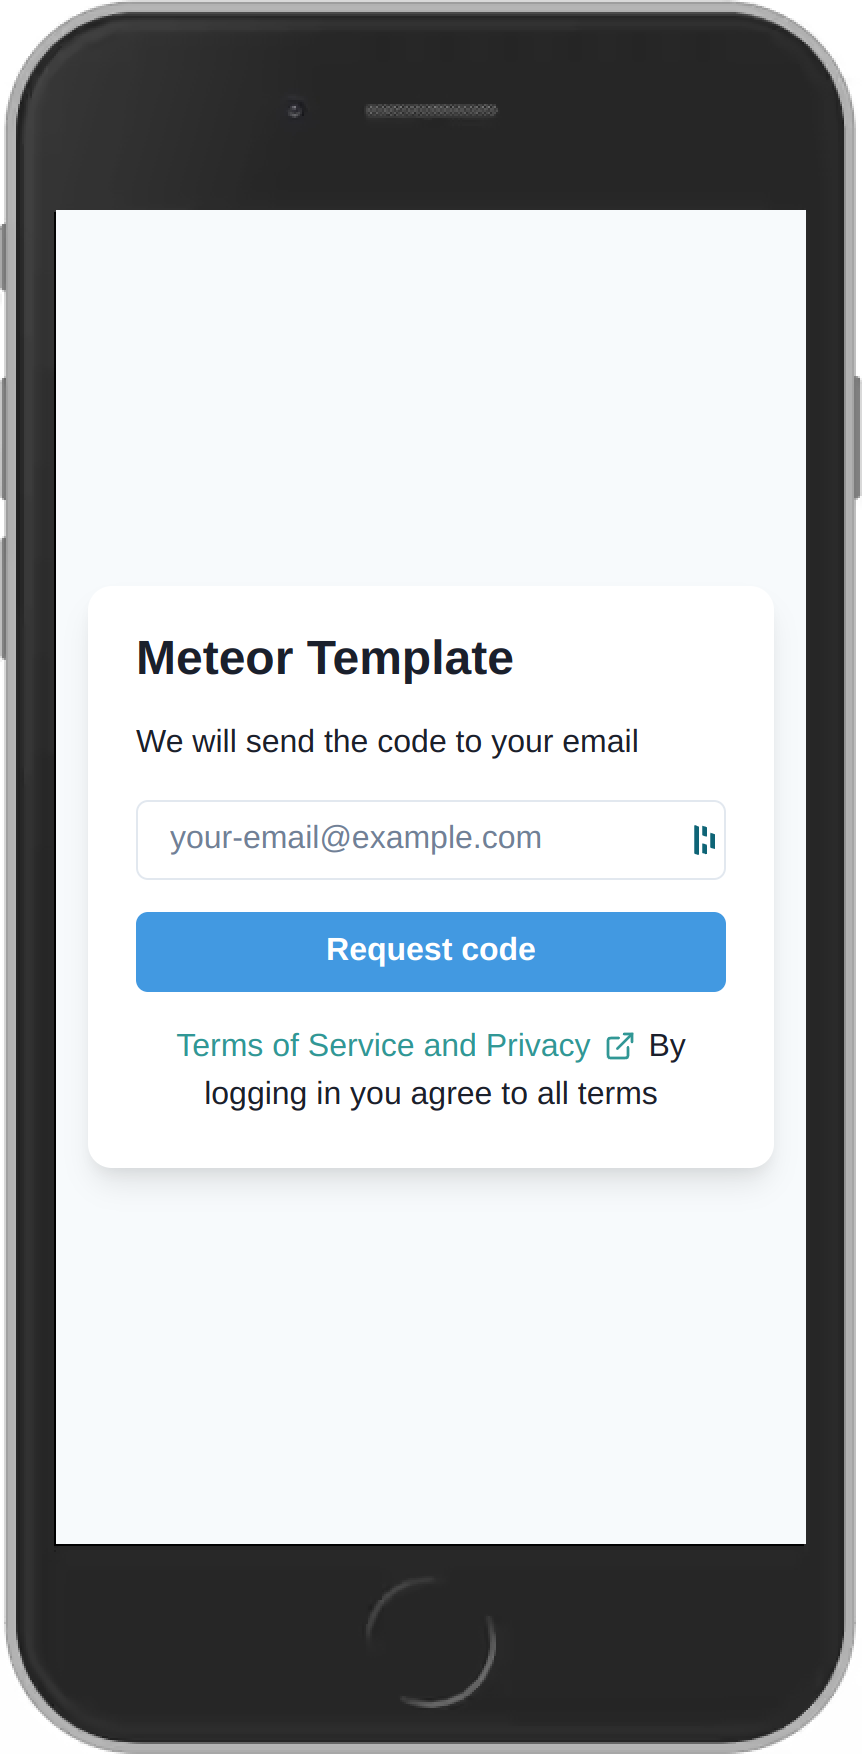 Meteor Template
We will send the code to your email
your-email@example.com
Request code
Terms of Service and Privacy By
logging in you agree to all terms